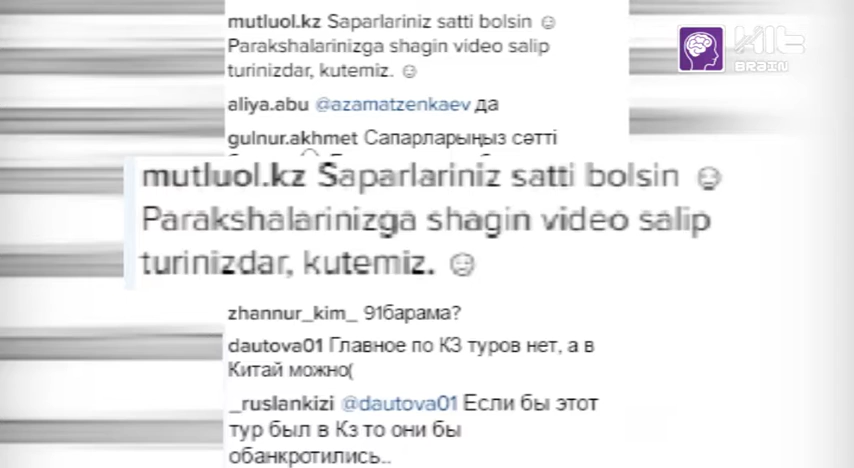 mutluol.kz Saparlariniz satti bolsin ☺
Parakshalarinizga shagin video salip
turinizdar, kutemiz. ☺
KIT
BRAIN
aliya.abu @azamatzenkaev да
gulnur.akhmet Сапарларыңыз сәтті
mutluol.kz Saparlariniz satti bolsin ☺
Parakshalarinizga shagin video salip
turinizdar, kutemiz. ☺
zhannur_kim_ 91барама?
dautova01 Главное по КЗ туров нет, а в
Китай можно(
_ruslankizi @dautova01 Если бы этот
тур был в Кз то они бы
обанкротились..